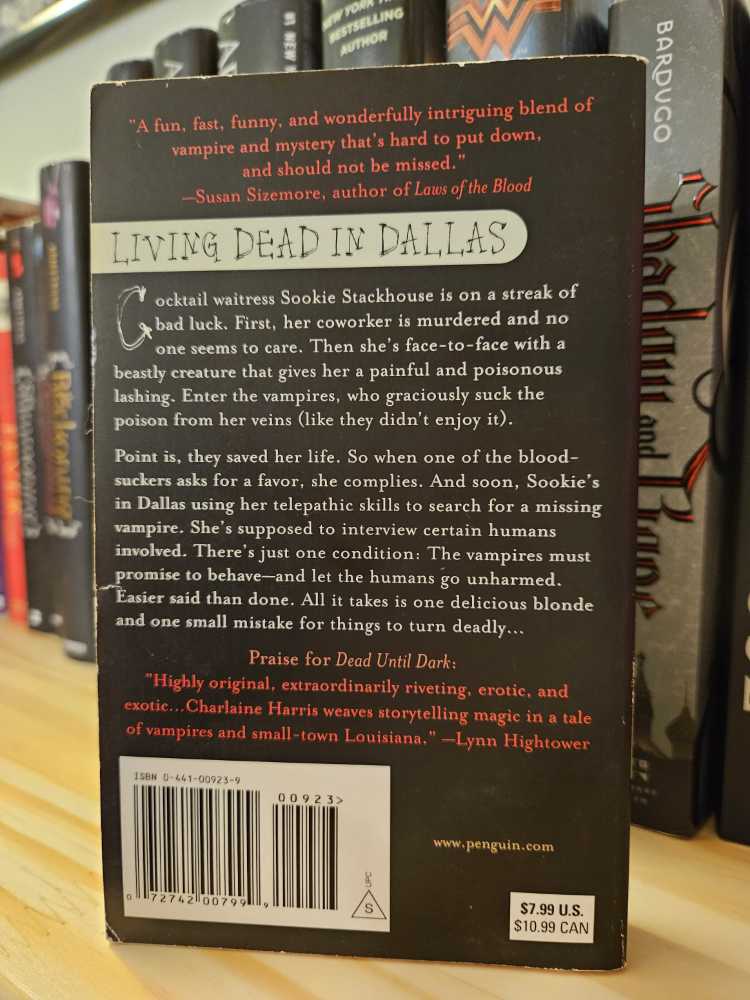 #1 NEW
NEW YORK
BESTSELLING
AUTHOR
"A fun, fast, funny, and wonderfully intriguing blend of
vampire and mystery that's hard to put down,
and should not be missed."
—Susan Sizemore, author of Laws of the Blood
LIVING DEAD IN DALLAS
Cocktail waitress Sookie Stackhouse is on a streak of
bad luck. First, her coworker is murdered and no
one seems to care. Then she's face-to-face with a
beastly creature that gives her a painful and poisonous
lashing. Enter the vampires, who graciously suck the
poison from her veins (like they didn't enjoy it).
Point is, they saved her life. So when one of the blood-
suckers asks for a favor, she complies. And soon, Sookie's
in Dallas using her telepathic skills to search for a missing
vampire. She's supposed to interview certain humans
involved. There's just one condition: The vampires must
promise to behave—and let the humans go unharmed.
Easier said than done. All it takes is one delicious blonde
and one small mistake for things to turn deadly...
Praise for Dead Until Dark:
"Highly original, extraordinarily riveting, erotic, and
exotic...Charlaine Harris weaves storytelling magic in a tale
of vampires and small-town Louisiana." —Lynn Hightower
ISBN 0-441-00923-9
00923>
0 72742 00799 9
UPC
S
www.penguin.com
$7.99 U.S.
$10.99 CAN
BARDUGO
Shadow and Bone